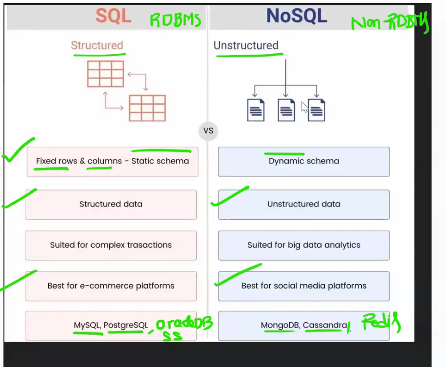 SQL RDBMS
NoSQL Non-RDBMS
Structured
Unstructured
VS
Fixed rows & columns - Static schema
Dynamic schema
Structured data
Unstructured data
Suited for complex trasactions
Suited for big data analytics
Best for e-commerce platforms
Best for social media platforms
MySQL, PostgreSQL, oracleDB
SS
MongoDB, Cassandra, Redis